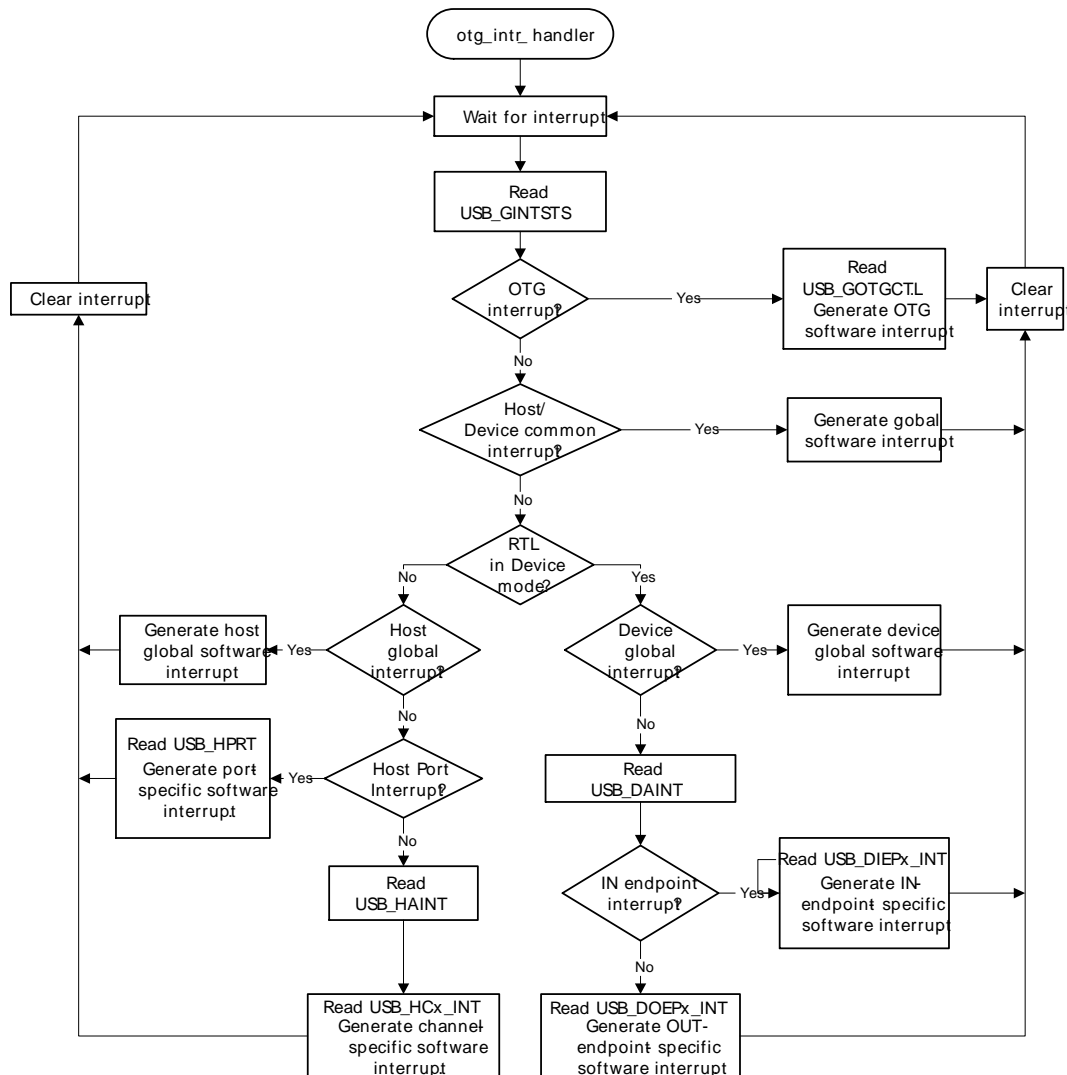 otg_intr_ handler
Wait for interrupt
Read
USB_GINTSTS
OTG
interrupt?
Yes
Read
USB_GOTGCTL
Generate OTG
software interrupt
Clear
interrupt
Clear interrupt
No
Host/
Device common
interrupt?
Yes
Generate gobal
software interrupt
No
RTL
in Device
mode?
No
Yes
Generate host
global software
interrupt
Yes
Host
global
interrupt?
Device
global
interrupt?
Yes
Generate device
global software
interrupt
No
No
Read USB_HPRT
Generate port-
specific software
interrupt.
Yes
Host Port
Interrupt?
Read
USB_DAINT
No
Read
USB_HAINT
IN endpoint
interrupt?
Yes
Read USB_DIEPx_INT
Generate IN-
endpoint- specific
software interrupt
No
Read USB_HCx_INT
Generate channel-
specific software
interrupt.
Read USB_DOEPx_INT
Generate OUT-
endpoint- specific
software interrupt